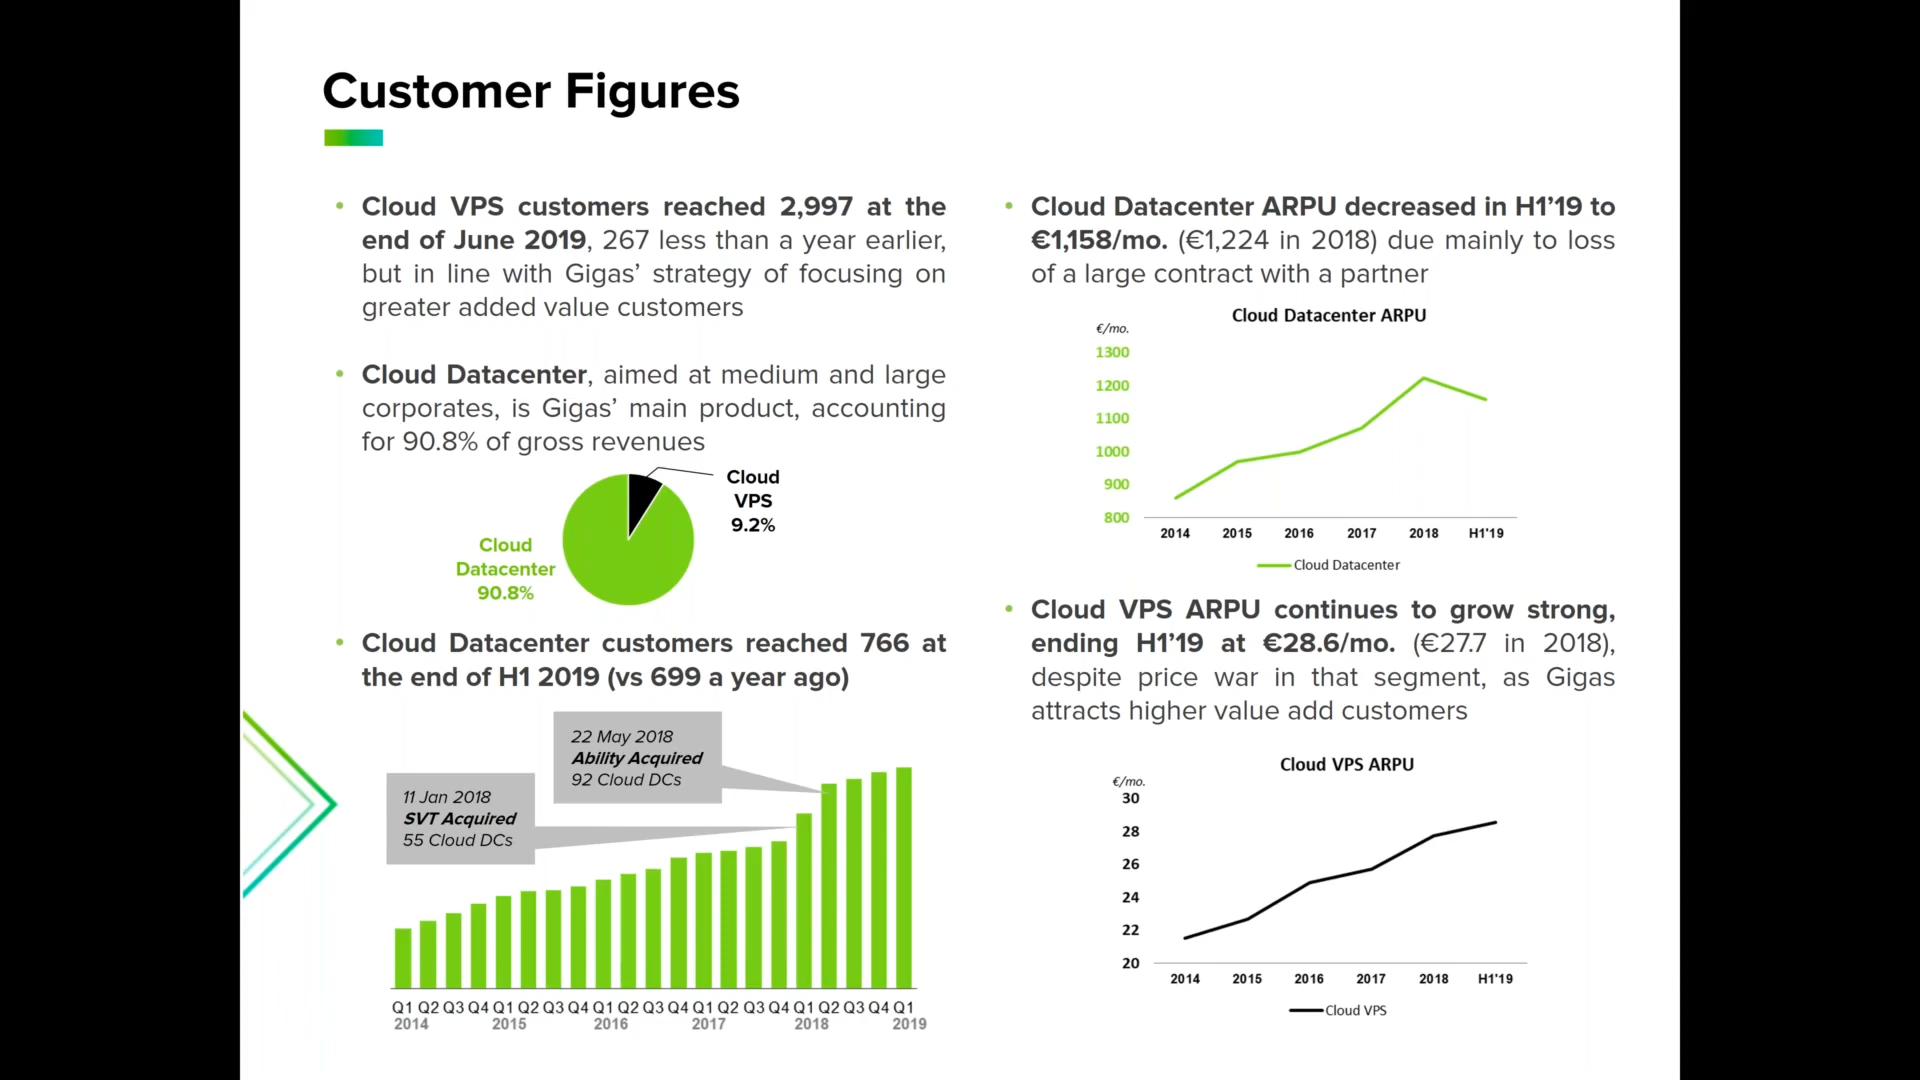 Customer Figures
• Cloud VPS customers reached 2,997 at the
end of June 2019, 267 less than a year earlier,
but in line with Gigas’ strategy of focusing on
greater added value customers
• Cloud Datacenter, aimed at medium and large
corporates, is Gigas’ main product, accounting
for 90.8% of gross revenues
Cloud
VPS
9.2%
Cloud
Datacenter
90.8%
• Cloud Datacenter customers reached 766 at
the end of H1 2019 (vs 699 a year ago)
22 May 2018
Ability Acquired
92 Cloud DCs
11 Jan 2018
SVT Acquired
55 Cloud DCs
Q1 Q2 Q3 Q4 Q1 Q2 Q3 Q4 Q1 Q2 Q3 Q4 Q1 Q2 Q3 Q4 Q1 Q2 Q3 Q4 Q1
2014 2015 2016 2017 2018 2019
• Cloud Datacenter ARPU decreased in H1’19 to
€1,158/mo. (€1,224 in 2018) due mainly to loss
of a large contract with a partner
Cloud Datacenter ARPU
€/mo.
1300
1200
1100
1000
900
800
2014 2015 2016 2017 2018 H1'19
Cloud Datacenter
• Cloud VPS ARPU continues to grow strong,
ending H1’19 at €28.6/mo. (€27.7 in 2018),
despite price war in that segment, as Gigas
attracts higher value add customers
Cloud VPS ARPU
€/mo.
30
28
26
24
22
20
2014 2015 2016 2017 2018 H1'19
Cloud VPS